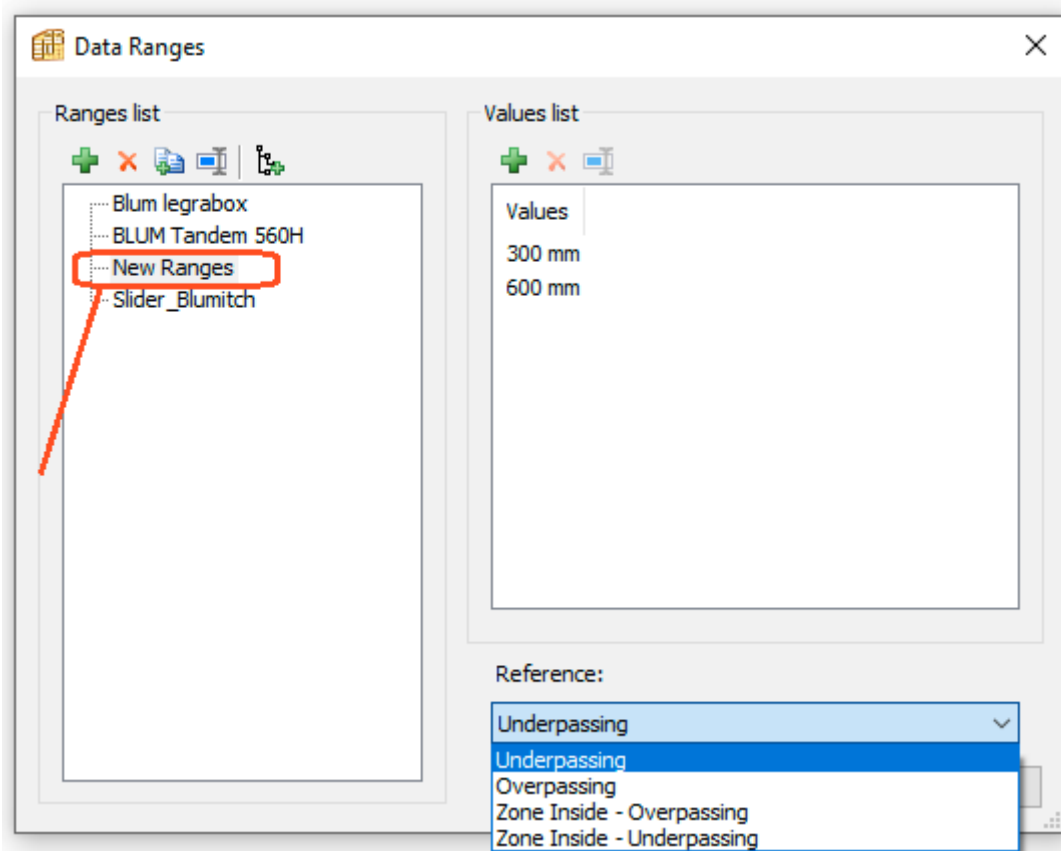 Data Ranges
Ranges list
Blum legrabox
BLUM Tandem 560H
New Ranges
Slider_Blumitch
Values list
Values
300 mm
600 mm
Reference:
Underpassing
Underpassing
Overpassing
Zone Inside - Overpassing
Zone Inside - Underpassing